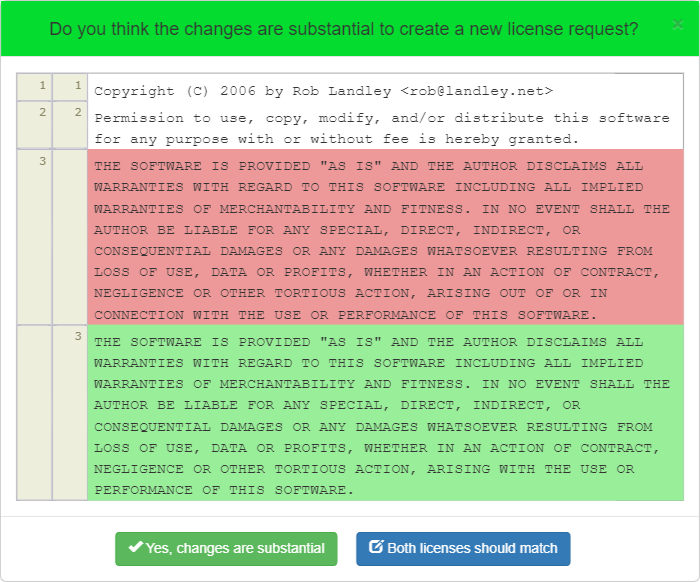 Do you think the changes are substantial to create a new license request? ×
1 1 Copyright (C) 2006 by Rob Landley <rob@landley.net>
2 2 Permission to use, copy, modify, and/or distribute this software
for any purpose with or without fee is hereby granted.
3 THE SOFTWARE IS PROVIDED "AS IS" AND THE AUTHOR DISCLAIMS ALL
WARRANTIES WITH REGARD TO THIS SOFTWARE INCLUDING ALL IMPLIED
WARRANTIES OF MERCHANTABILITY AND FITNESS. IN NO EVENT SHALL THE
AUTHOR BE LIABLE FOR ANY SPECIAL, DIRECT, INDIRECT, OR
CONSEQUENTIAL DAMAGES OR ANY DAMAGES WHATSOEVER RESULTING FROM
LOSS OF USE, DATA OR PROFITS, WHETHER IN AN ACTION OF CONTRACT,
NEGLIGENCE OR OTHER TORTIOUS ACTION, ARISING OUT OF OR IN
CONNECTION WITH THE USE OR PERFORMANCE OF THIS SOFTWARE.
3 THE SOFTWARE IS PROVIDED "AS IS" AND THE AUTHOR DISCLAIMS ALL
WARRANTIES WITH REGARD TO THIS SOFTWARE INCLUDING ALL IMPLIED
WARRANTIES OF MERCHANTABILITY AND FITNESS. IN NO EVENT SHALL THE
AUTHOR BE LIABLE FOR ANY SPECIAL, DIRECT, INDIRECT, OR
CONSEQUENTIAL DAMAGES OR ANY DAMAGES WHATSOEVER RESULTING FROM
LOSS OF USE, DATA OR PROFITS, WHETHER IN AN ACTION OF CONTRACT,
NEGLIGENCE OR OTHER TORTIOUS ACTION, ARISING WITH THE USE OR
PERFORMANCE OF THIS SOFTWARE.
Yes, changes are substantial Both licenses should match